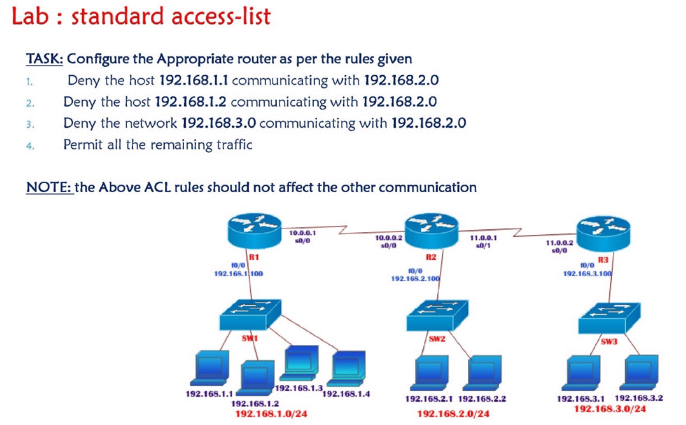 Lab : standard access-list
TASK: Configure the Appropriate router as per the rules given
1. Deny the host 192.168.1.1 communicating with 192.168.2.0
2. Deny the host 192.168.1.2 communicating with 192.168.2.0
3. Deny the network 192.168.3.0 communicating with 192.168.2.0
4. Permit all the remaining traffic
NOTE: the Above ACL rules should not affect the other communication
10.0.0.1
s0/0
10.0.0.2
s0/0
11.0.0.1
s0/1
11.0.0.2
s0/0
R1
R2
R3
f0/0
192.168.1.100
f0/0
192.168.2.100
f0/0
192.168.3.100
SW1
SW2
SW3
192.168.1.1
192.168.1.2
192.168.1.3
192.168.1.4
192.168.1.0/24
192.168.2.1 192.168.2.2
192.168.2.0/24
192.168.3.1 192.168.3.2
192.168.3.0/24